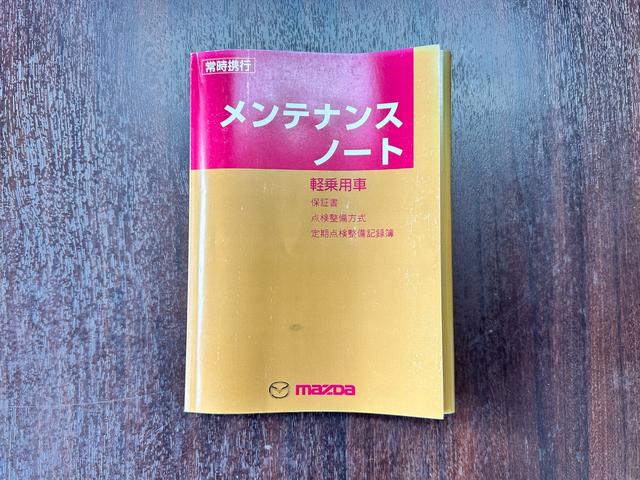 常時携行
メンテナンス
ノート
軽乗用車
保証書
点検整備方式
定期点検整備記録簿
mazda